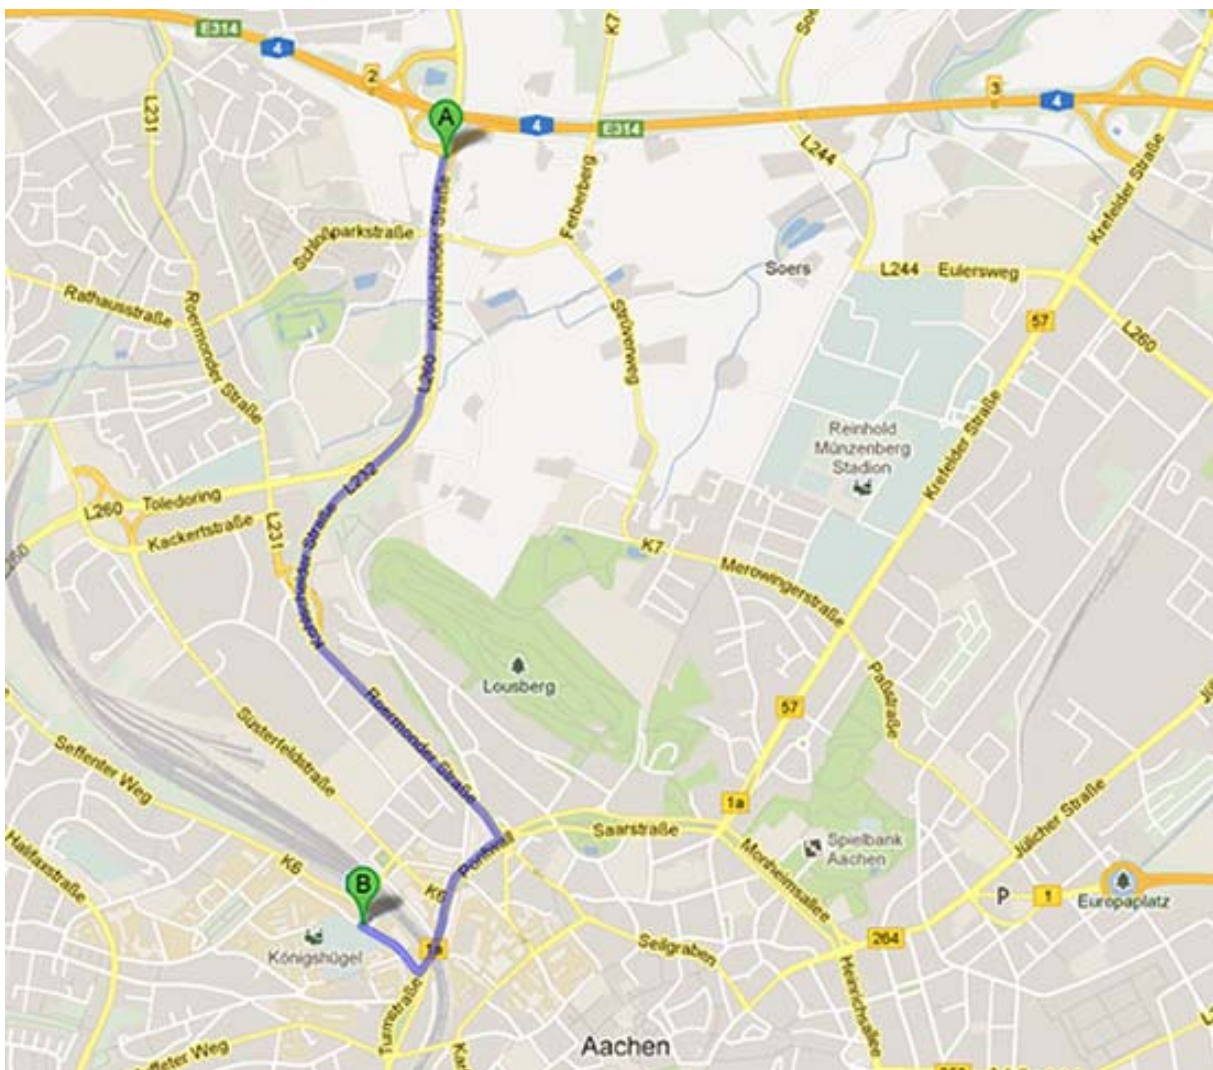 E314
4
K7
L231
2
A
4
E314
3
4
L244
Krefelder Straße
Ferberberg
Schloßparkstraße
Soers
L244
Eulersweg
Rathausstraße
Roermonder Straße
Strüverweg
57
L260
L260
Krefelder Straße
Reinhold
Münzenberg
Stadion
L232
Toledoring
L260
Kackertstraße
L231
K7
Merowingerstraße
Lousberg
Paßstraße
57
Süsterfeldstraße
Roermonder Straße
Seffenter Weg
1a
Saarstraße
Monheimsallee
Spielbank
Aachen
Jülicher Straße
Halifaxstraße
K6
B
K6
Pontwall
P
1
Europaplatz
Königshügel
1a
Seilgraben
264
Turmstraße
Heinrichsallee
Aachen